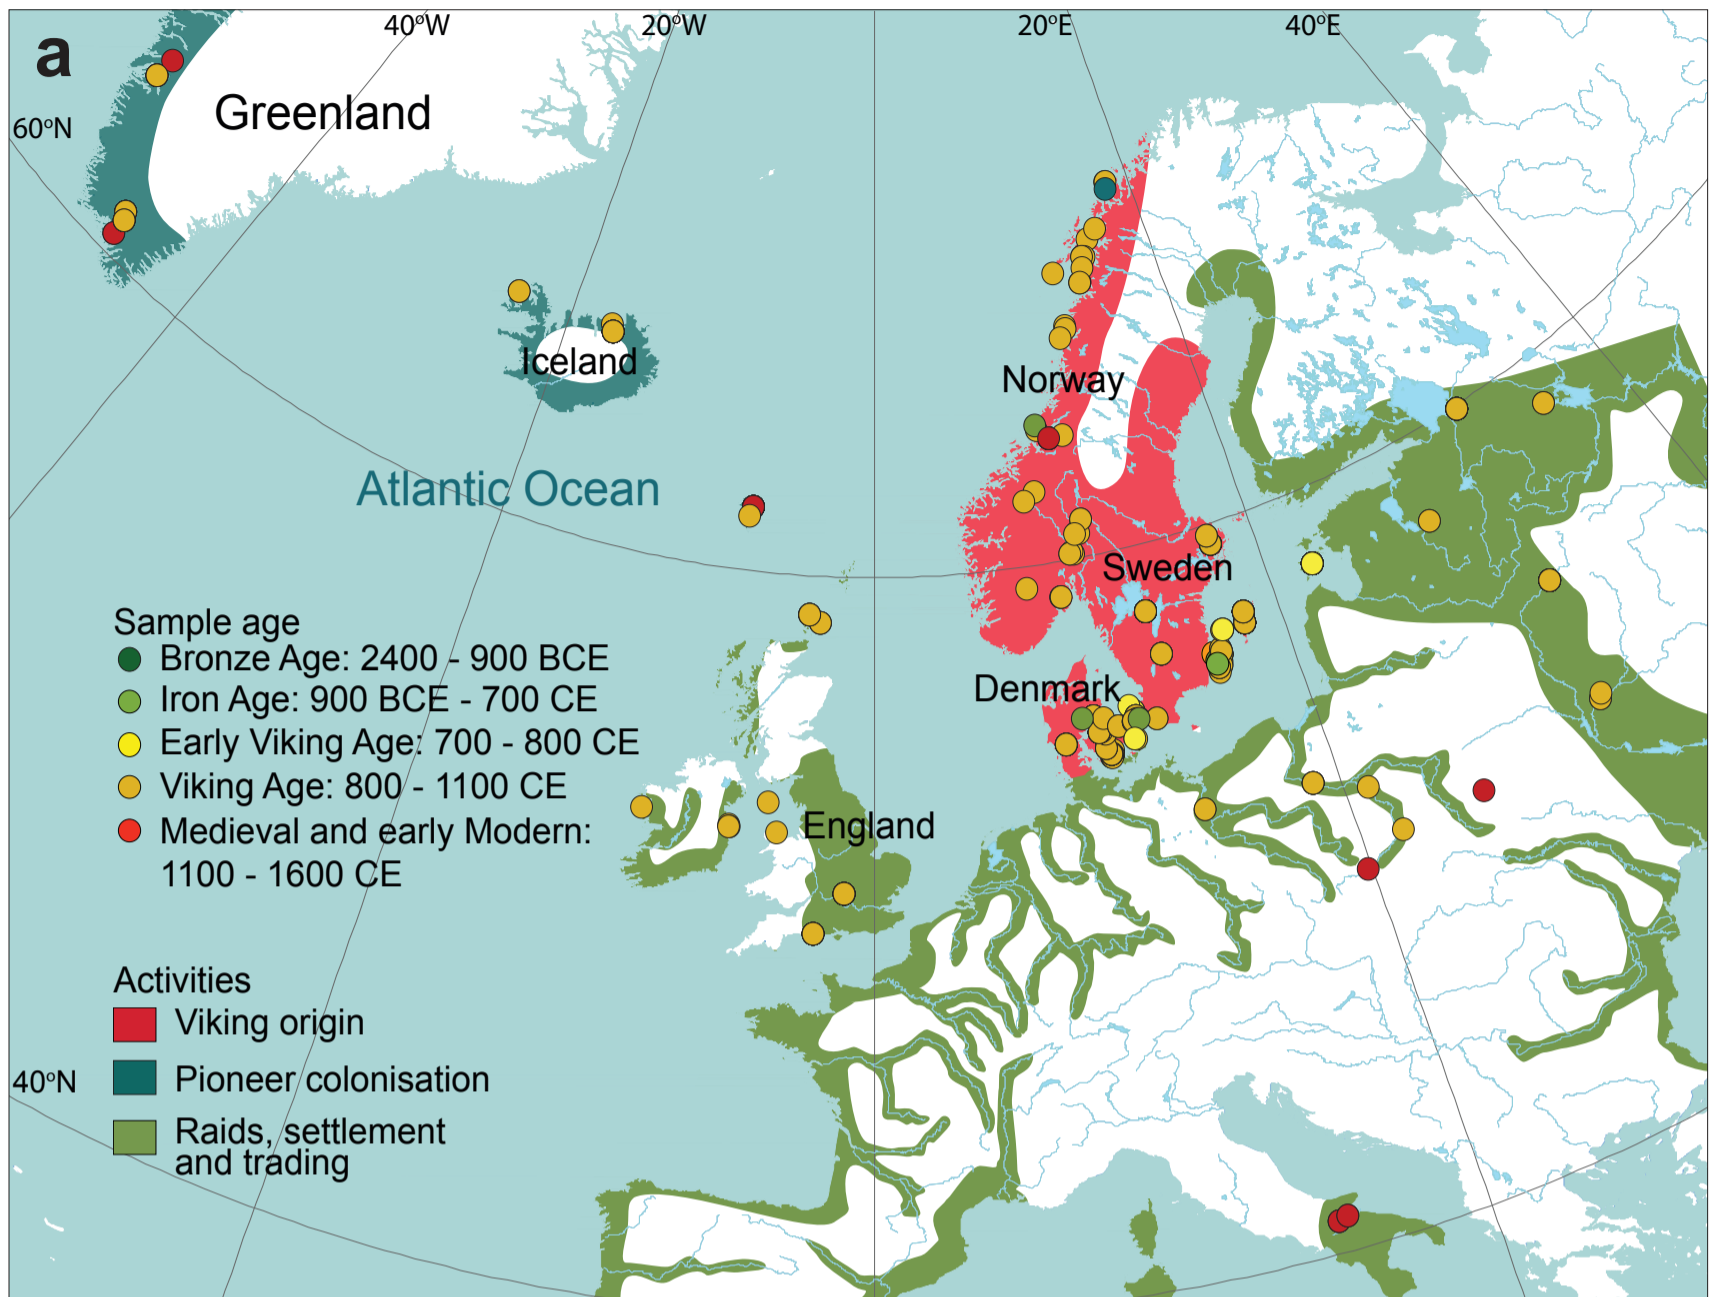 a
40°W
20°W
20°E
40°E
Greenland
60°N
Iceland
Norway
Atlantic Ocean
Sweden
Sample age
Bronze Age: 2400 - 900 BCE
Denmark
Iron Age: 900 BCE - 700 CE
Early Viking Age: 700 - 800 CE
Viking Age: 800 - 1100 CE
England
Medieval and early Modern:
1100 - 1600 CE
Activities
Viking origin
40°N
Pioneer colonisation
Raids, settlement
and trading